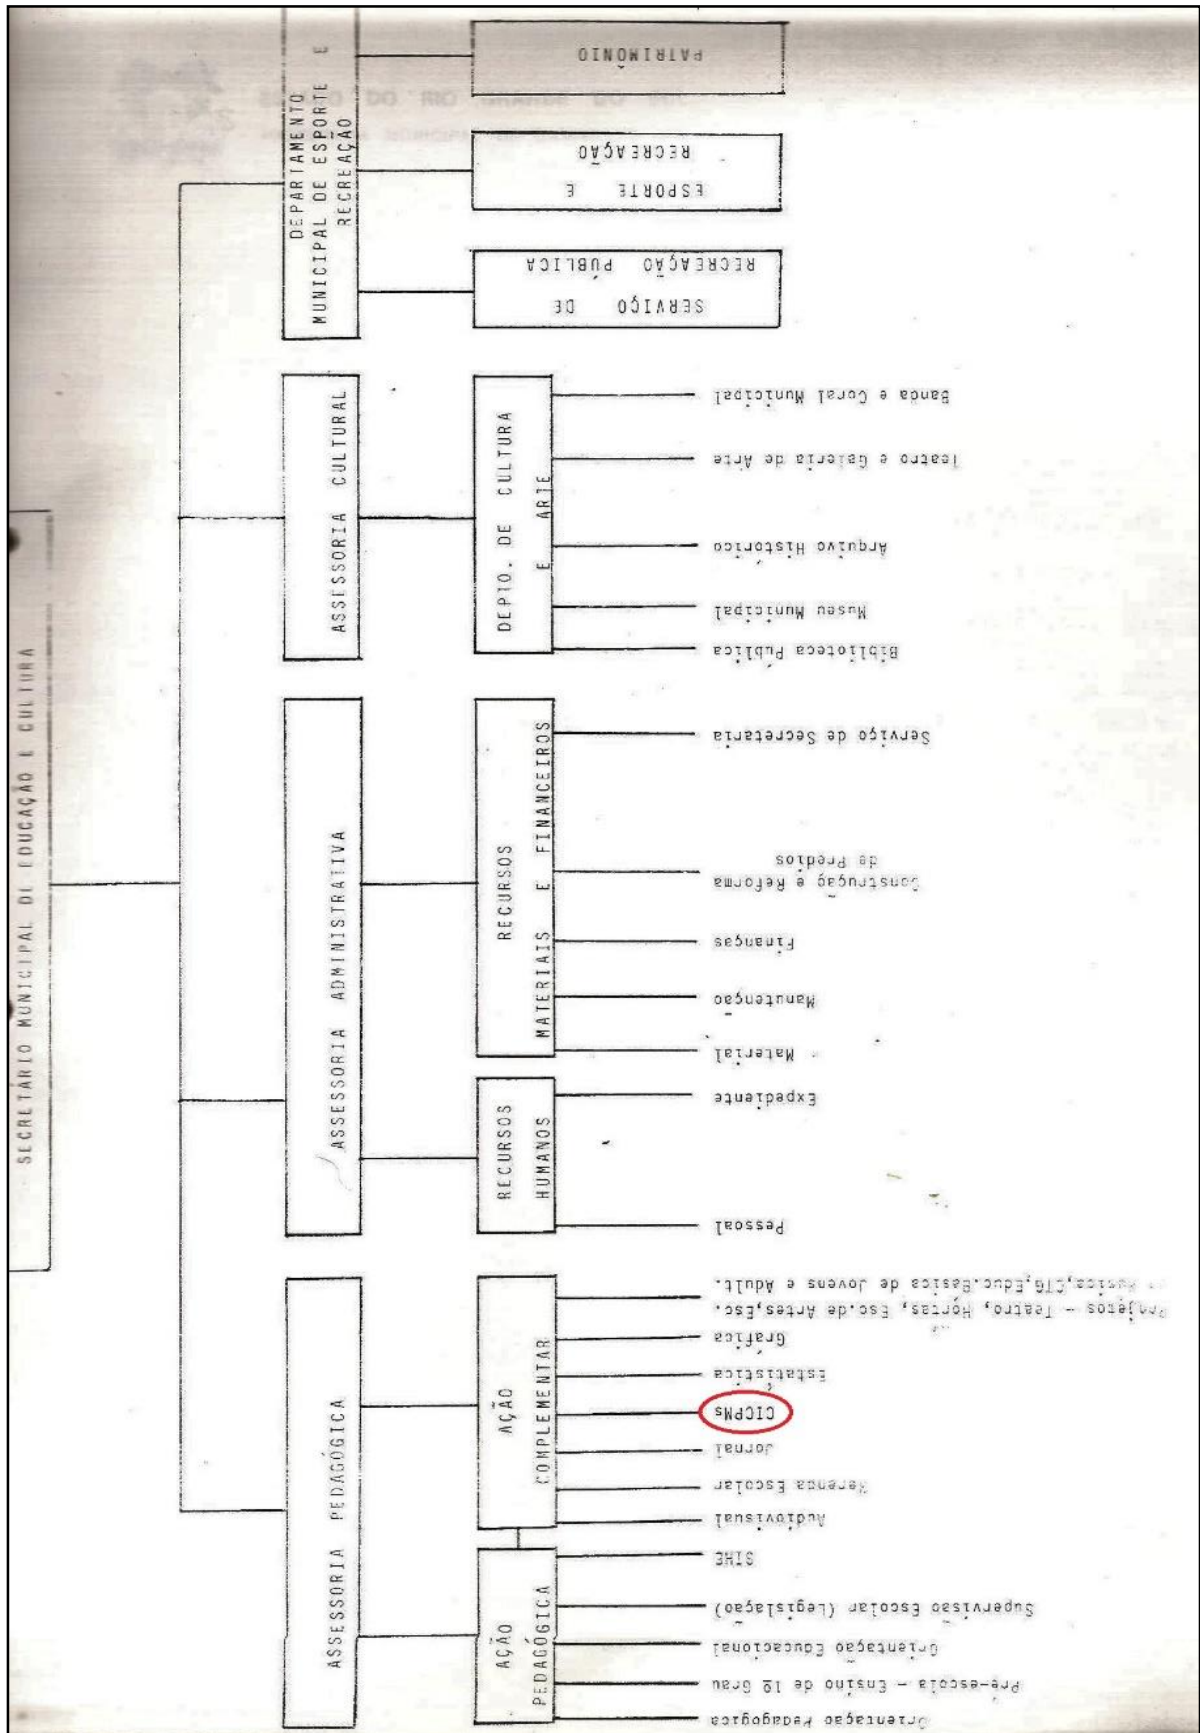 SECRETÁRIO MUNICIPAL DE EDUCAÇÃO E CULTURA
ASSESSORIA PEDAGÓGICA
AÇÃO
PEDAGÓGICA
Orientação Pedagógica
Pré-escola - Ensino de 1º Grau
Orientação Educacional
Supervisão Escolar (Legislação)
SIHE
AÇÃO
COMPLEMENTAR
Audiovisual
Merenda Escolar
Jornal
CICPMs
Estatística
Gráfica
Projetos - Teatro, Hortas, Esc.de Artes,Esc.
Música,CTG,Educ.Básica de Jovens e Adult.
ASSESSORIA ADMINISTRATIVA
RECURSOS
HUMANOS
Pessoal
Expediente
RECURSOS
MATERIAIS E FINANCEIROS
Material
Manutenção
Finanças
Construção e Reforma
de Prédios
Serviço de Secretaria
ASSESSORIA CULTURAL
DEPTO. DE CULTURA
E ARTE
Biblioteca Pública
Museu Municipal
Arquivo Histórico
Teatro e Galeria de Arte
Banda e Coral Municipal
DEPARTAMENTO
MUNICIPAL DE ESPORTE E
RECREAÇÃO
SERVIÇO DE
RECREAÇÃO PÚBLICA
ESPORTE E
RECREAÇÃO
PATRIMÔNIO